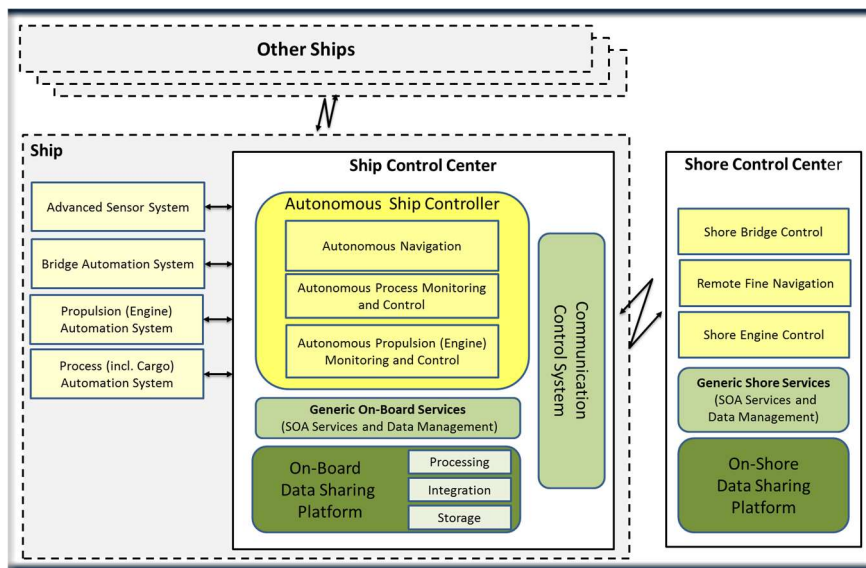 Other Ships
Ship
Ship Control Center
Shore Control Center
Advanced Sensor System
Bridge Automation System
Propulsion (Engine)
Automation System
Process (incl. Cargo)
Automation System
Autonomous Ship Controller
Autonomous Navigation
Autonomous Process Monitoring
and Control
Autonomous Propulsion (Engine)
Monitoring and Control
Generic On-Board Services
(SOA Services and Data Management)
On-Board
Data Sharing
Platform
Processing
Integration
Storage
Communication
Control System
Shore Bridge Control
Remote Fine Navigation
Shore Engine Control
Generic Shore Services
(SOA Services and
Data Management)
On-Shore
Data Sharing
Platform